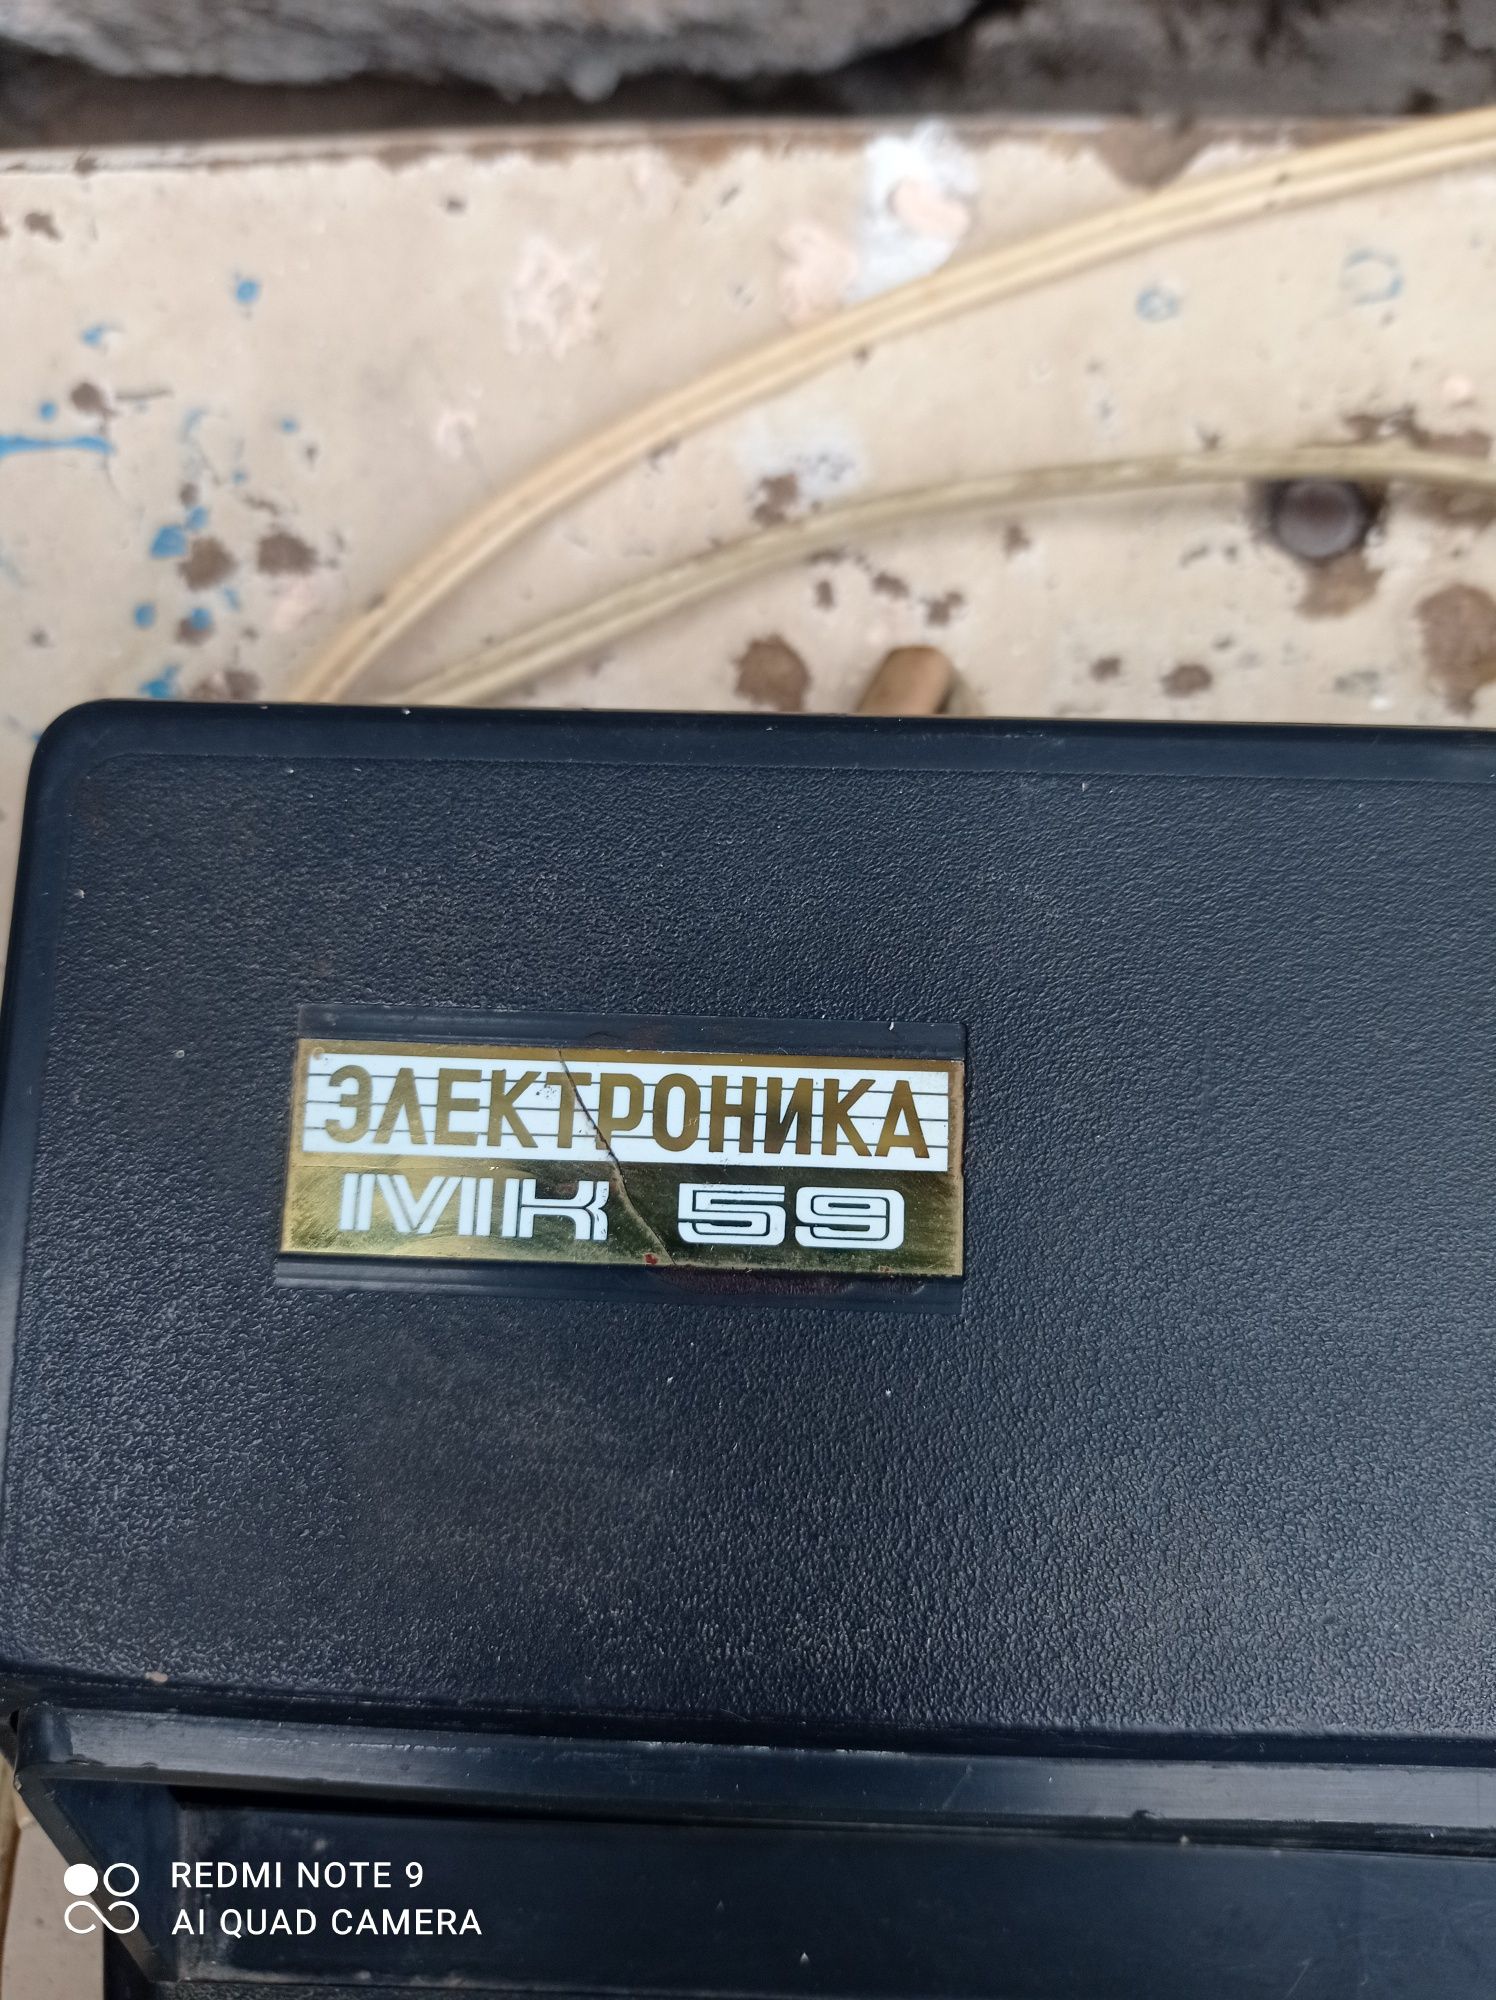 ЭЛЕКТРОНИКА
МК 59
REDMI NOTE 9
AI QUAD CAMERA